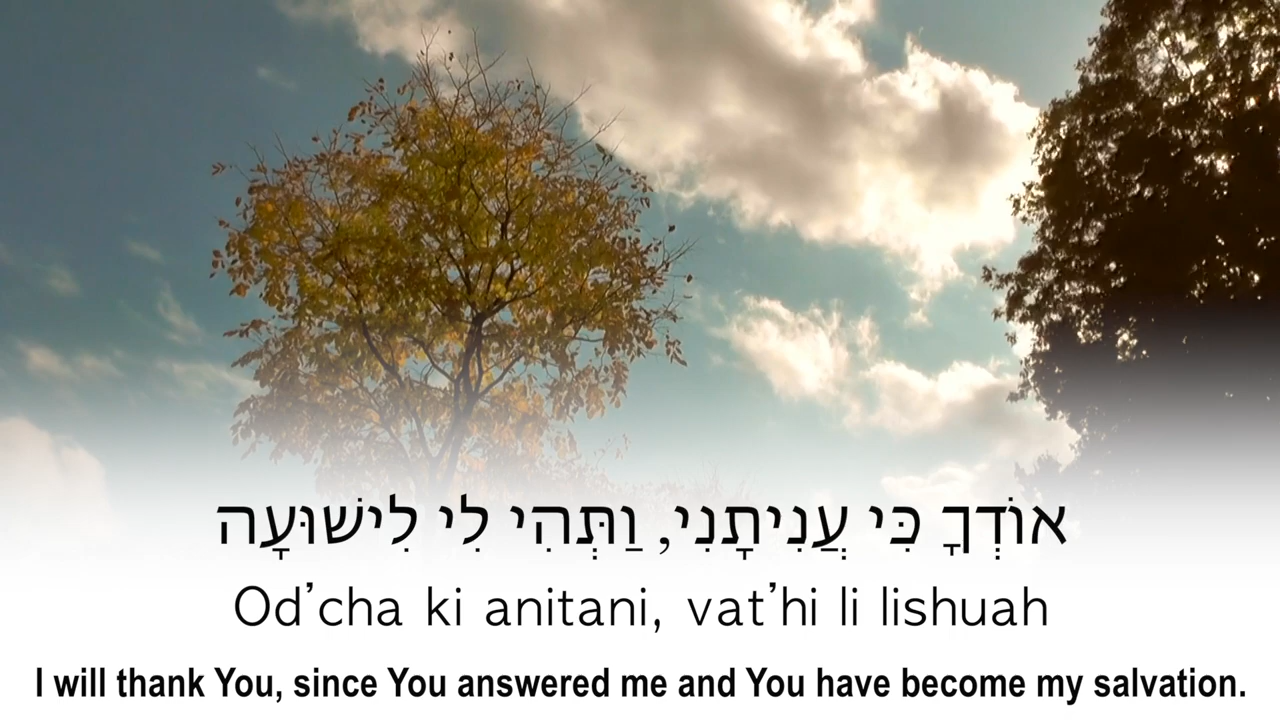 אוֹדְךָ כִּי עֲנִיתָנִי, וַתְּהִי לִי לִישׁוּעָה
Od’cha ki anitani, vat’hi li lishuah
I will thank You, since You answered me and You have become my salvation.